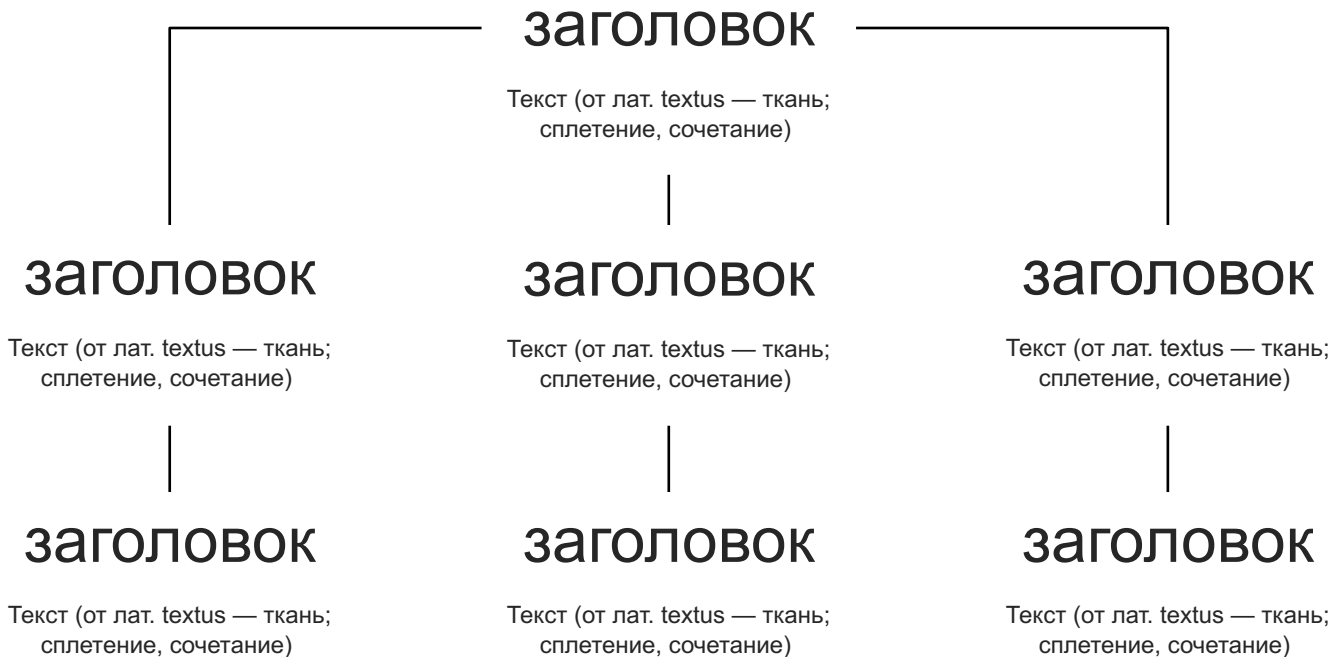 заголовок
Текст (от лат. textus — ткань;
сплетение, сочетание)
заголовок
Текст (от лат. textus — ткань;
сплетение, сочетание)
заголовок
Текст (от лат. textus — ткань;
сплетение, сочетание)
заголовок
Текст (от лат. textus — ткань;
сплетение, сочетание)
заголовок
Текст (от лат. textus — ткань;
сплетение, сочетание)
заголовок
Текст (от лат. textus — ткань;
сплетение, сочетание)
заголовок
Текст (от лат. textus — ткань;
сплетение, сочетание)